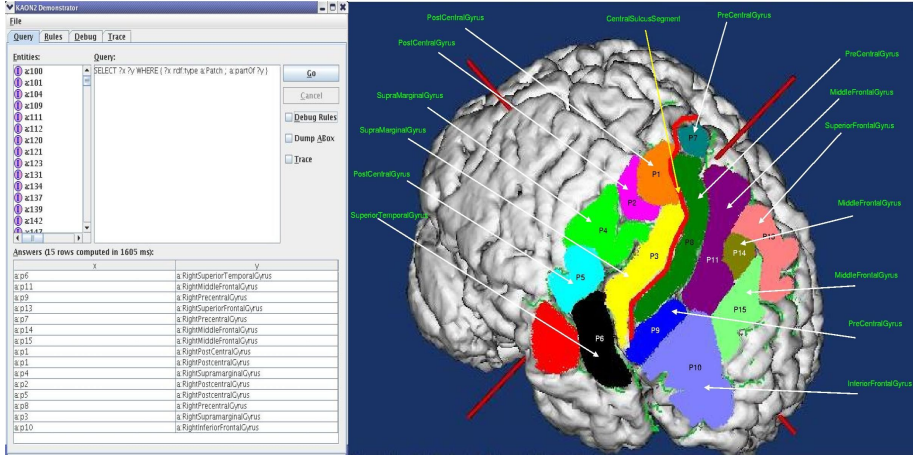 KAON2 Demonstrator
File
Query Rules Debug Trace
Entities:
a:100
a:101
a:104
a:109
a:111
a:112
a:120
a:121
a:123
a:131
a:134
a:137
a:139
a:142
a:147
Query:
SELECT ?x ?y WHERE { ?x rdf:type a:Patch ; a:partOf ?y }
Go
Cancel
Debug Rules
Dump ABox
Trace
Answers (15 rows computed in 1605 ms):
x y
a:p6 a:RightSuperiorTemporalGyrus
a:p11 a:RightMiddleFrontalGyrus
a:p9 a:RightPrecentralGyrus
a:p13 a:RightSuperiorFrontalGyrus
a:p7 a:RightPrecentralGyrus
a:p14 a:RightMiddleFrontalGyrus
a:p15 a:RightMiddleFrontalGyrus
a:p1 a:RightPostCentralGyrus
a:p1 a:RightPostcentralGyrus
a:p4 a:RightSupramarginalGyrus
a:p2 a:RightPostcentralGyrus
a:p5 a:RightPostcentralGyrus
a:p8 a:RightPrecentralGyrus
a:p3 a:RightSupramarginalGyrus
a:p10 a:RightInferiorFrontalGyrus
PostCentralGyrus
CentralSulcusSegment
PreCentralGyrus
PostCentralGyrus
PreCentralGyrus
SupraMarginalGyrus
MiddleFrontalGyrus
SupraMarginalGyrus
SuperiorFrontalGyrus
PostCentralGyrus
MiddleFrontalGyrus
SuperiorTemporalGyrus
MiddleFrontalGyrus
PreCentralGyrus
InferiorFrontalGyrus
P7
P1
P2
P4
P8
P3
P11
P14
P5
P15
P6
P9
P10